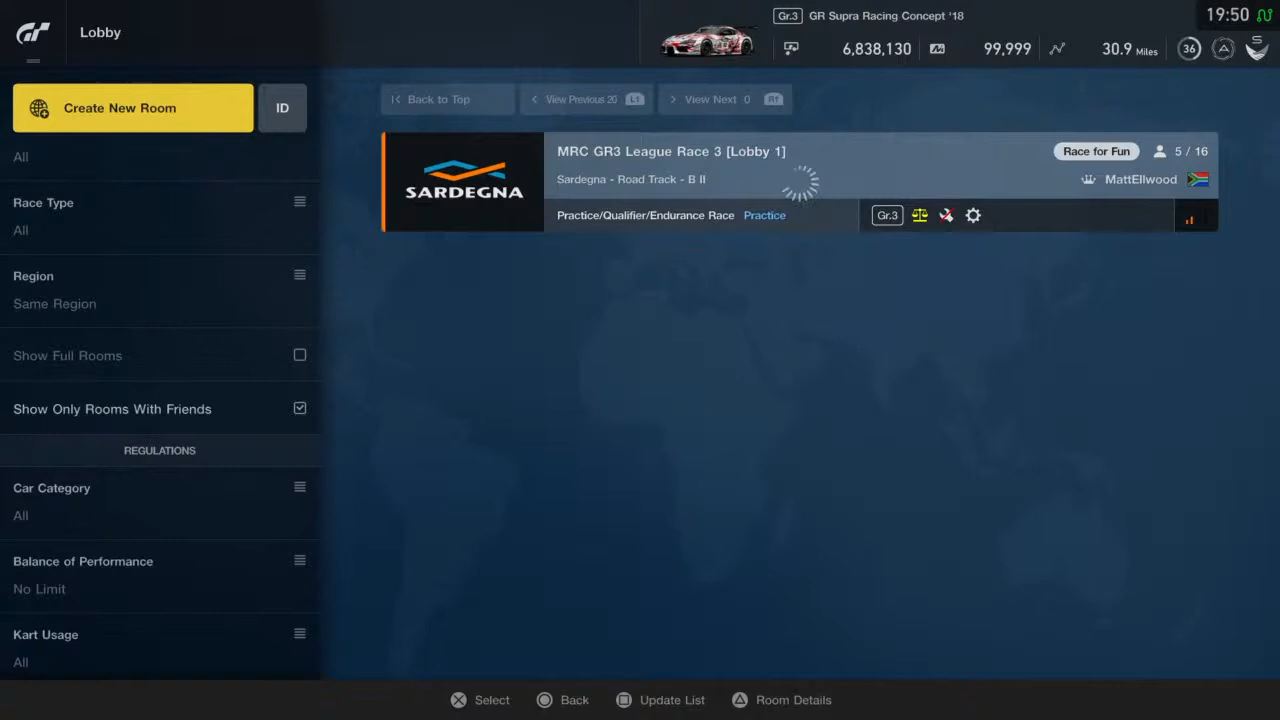 GT
Lobby
Gr.3 GR Supra Racing Concept '18
19:50
6,838,130 99,999 30.9 Miles 36 A S
Create New Room ID
All
Race Type
All
Region
Same Region
Show Full Rooms
Show Only Rooms With Friends
REGULATIONS
Car Category
All
Balance of Performance
No Limit
Kart Usage
All
Back to Top View Previous 20 L1 View Next 0 R1
SARDEGNA
MRC GR3 League Race 3 [Lobby 1] Race for Fun 5 / 16
Sardegna - Road Track - B II MattEllwood
Practice/Qualifier/Endurance Race Practice Gr.3
Select Back Update List Room Details